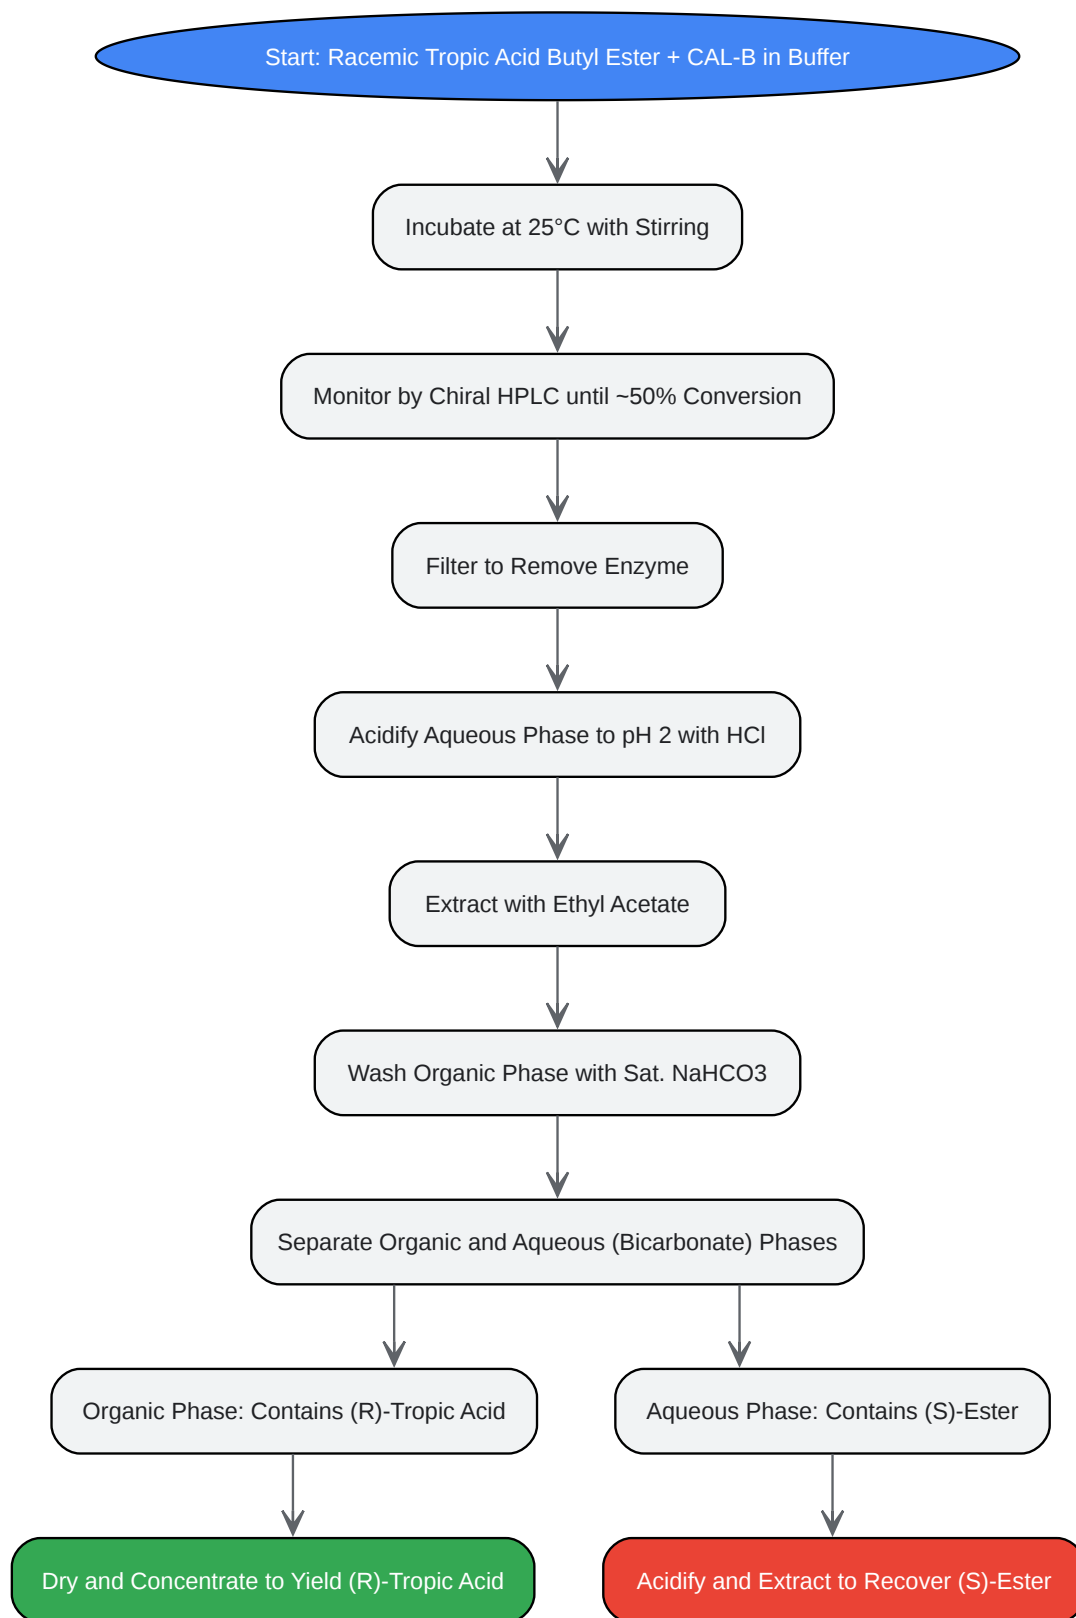 Start: Racemic Tropic Acid Butyl Ester + CAL-B in Buffer
Incubate at 25°C with Stirring
Monitor by Chiral HPLC until ~50% Conversion
Filter to Remove Enzyme
Acidify Aqueous Phase to pH 2 with HCl
Extract with Ethyl Acetate
Wash Organic Phase with Sat. NaHCO3
Separate Organic and Aqueous (Bicarbonate) Phases
Organic Phase: Contains (R)-Tropic Acid
Aqueous Phase: Contains (S)-Ester
Dry and Concentrate to Yield (R)-Tropic Acid
Acidify and Extract to Recover (S)-Ester